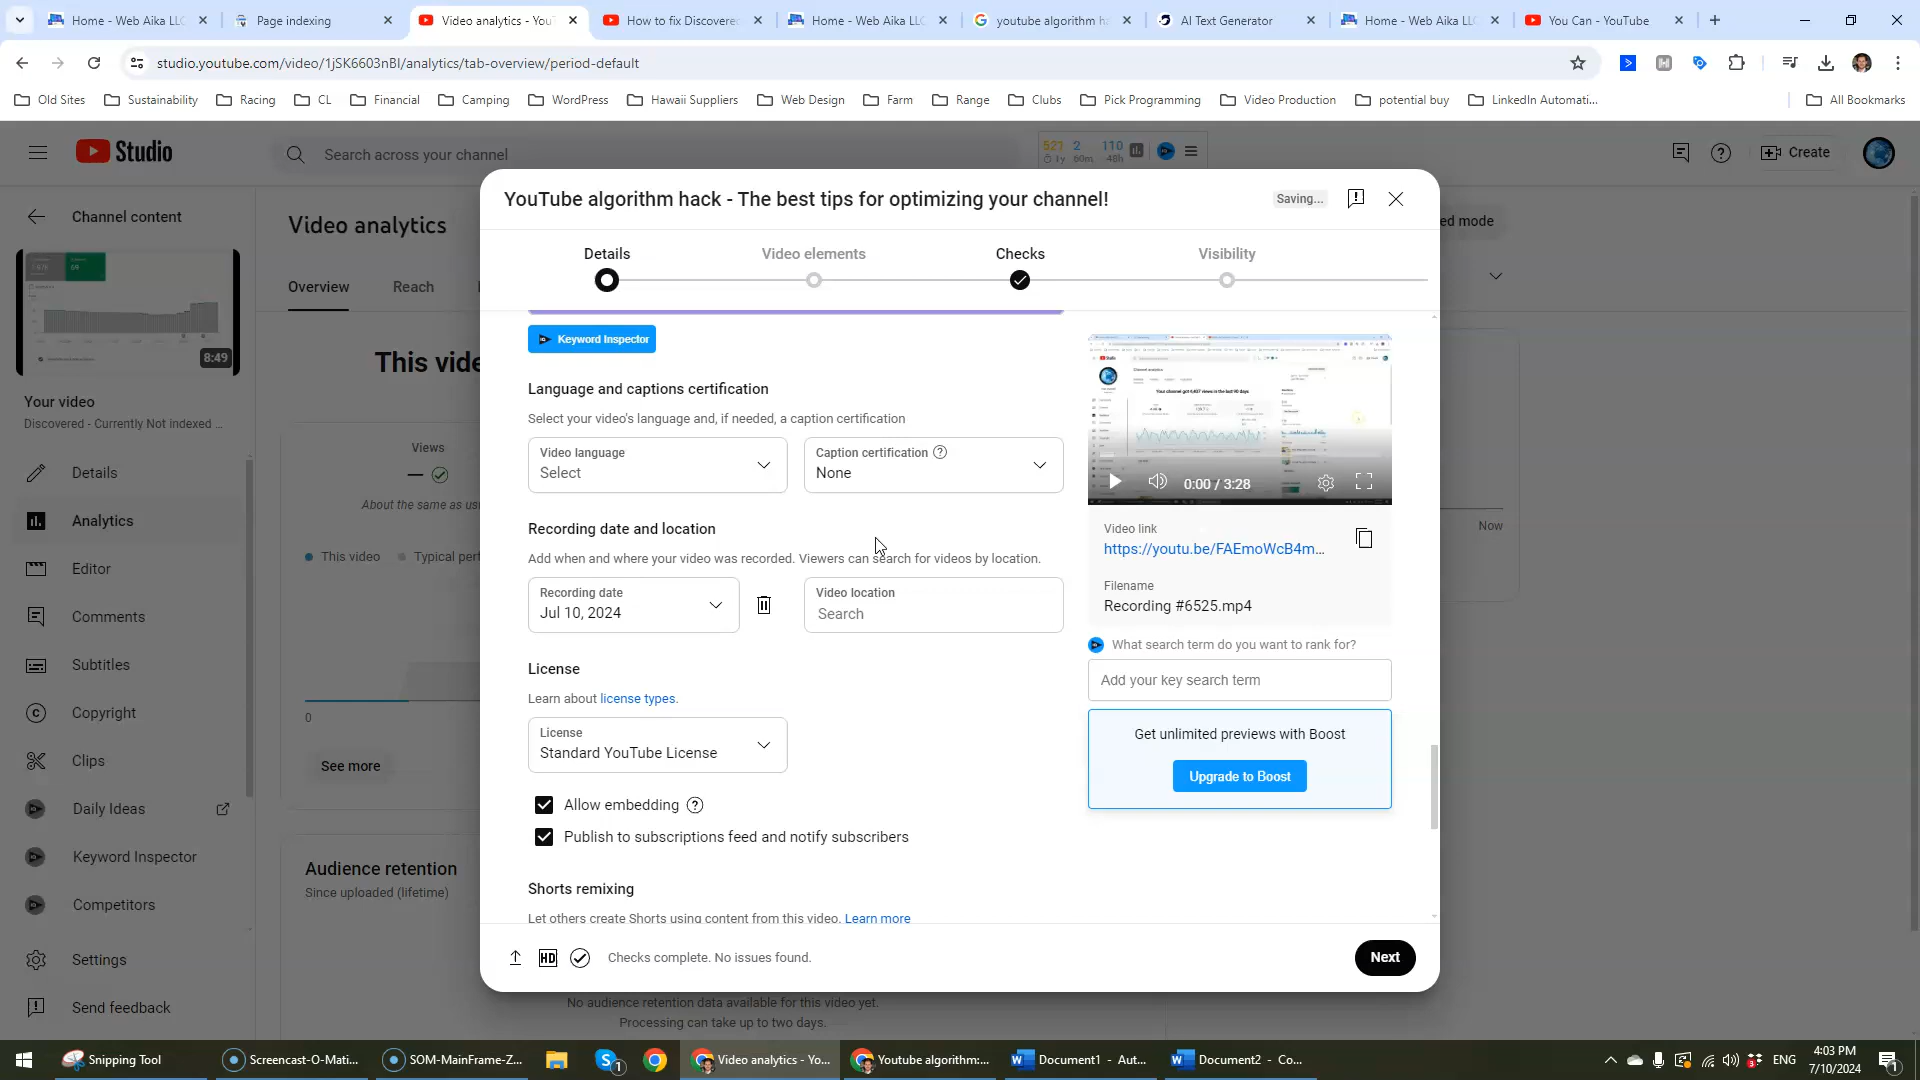 Home - Web Aika LLC
Page indexing
Video analytics - You
How to fix Discovered
Home - Web Aika LLC
youtube algorithm ha
AI Text Generator
Home - Web Aika LLC
You Can - YouTube
studio.youtube.com/video/1jSK6603nBI/analytics/tab-overview/period-default
Old Sites
Sustainability
Racing
CL
Financial
Camping
WordPress
Hawaii Suppliers
Web Design
Farm
Range
Clubs
Pick Programming
Video Production
potential buy
LinkedIn Automati...
All Bookmarks
Studio
Search across your channel
521 2 110
1y 60m 48h
Create
Channel content
8:49
Your video
Discovered - Currently Not indexed ...
Details
Analytics
Editor
Comments
Subtitles
Copyright
Clips
Daily Ideas
Keyword Inspector
Competitors
Settings
Send feedback
Video analytics
ed mode
Overview
Reach
This vide
Views
—
About the same as usu
This video
Typical perf
0
Now
See more
Audience retention
Since uploaded (lifetime)
No audience retention data available for this video yet.
Processing can take up to two days.
YouTube algorithm hack - The best tips for optimizing your channel!
Saving...
Details
Video elements
Checks
Visibility
Keyword Inspector
Language and captions certification
Select your video's language and, if needed, a caption certification
Video language
Select
Caption certification
None
Recording date and location
Add when and where your video was recorded. Viewers can search for videos by location.
Recording date
Jul 10, 2024
Video location
Search
License
Learn about license types.
License
Standard YouTube License
Allow embedding
Publish to subscriptions feed and notify subscribers
Shorts remixing
Let others create Shorts using content from this video. Learn more
0:00 / 3:28
Video link
https://youtu.be/FAEmoWcB4m...
Filename
Recording #6525.mp4
What search term do you want to rank for?
Add your key search term
Get unlimited previews with Boost
Upgrade to Boost
HD
Checks complete. No issues found.
Next
Snipping Tool
Screencast-O-Mati...
SOM-MainFrame-Z...
Video analytics - Yo...
Youtube algorithm:...
Document1 - Aut...
Document2 - Co...
ENG
4:03 PM
7/10/2024